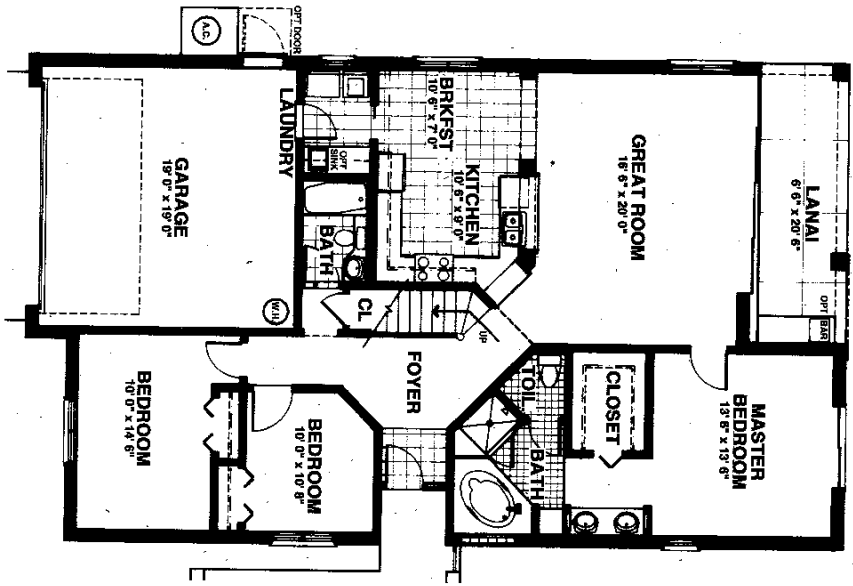 OPT DOOR
A.C.
LAUNDRY
OPT
SINK
BRKFST
10' 6" x 7' 0"
KITCHEN
10' 6" x 9' 0"
GREAT ROOM
16' 6" x 20' 0"
LANAI
6' 6" x 20' 6"
OPT
BAR
GARAGE
19' 0" x 19' 0"
BATH
W.H.
CL
UP
FOYER
TOIL
CLOSET
MASTER
BEDROOM
13' 6" x 13' 6"
BATH
BEDROOM
10' 0" x 14' 6"
BEDROOM
10' 0" x 10' 8"